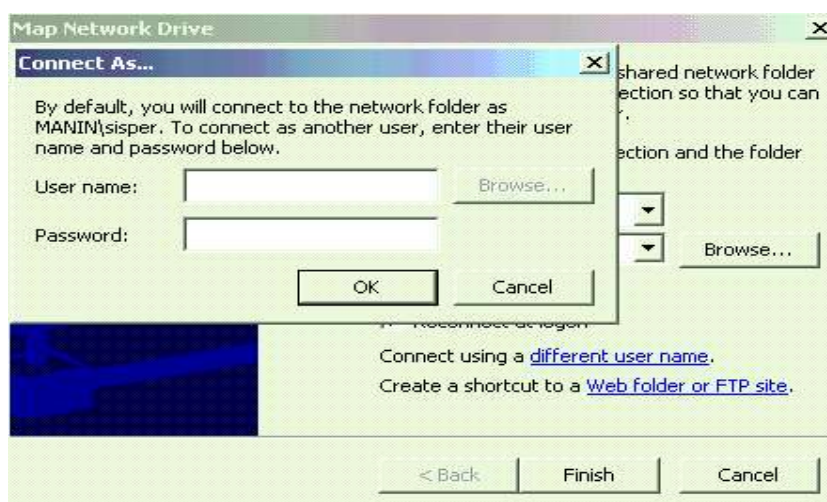 Map Network Drive
Connect As...
shared network folder
ection so that you can
By default, you will connect to the network folder as
MANIN\sisper. To connect as another user, enter their user
name and password below.
ection and the folder
User name:
Browse...
Password:
Browse...
OK
Cancel
Reconnect at logon
Connect using a different user name.
Create a shortcut to a Web folder or FTP site.
< Back
Finish
Cancel